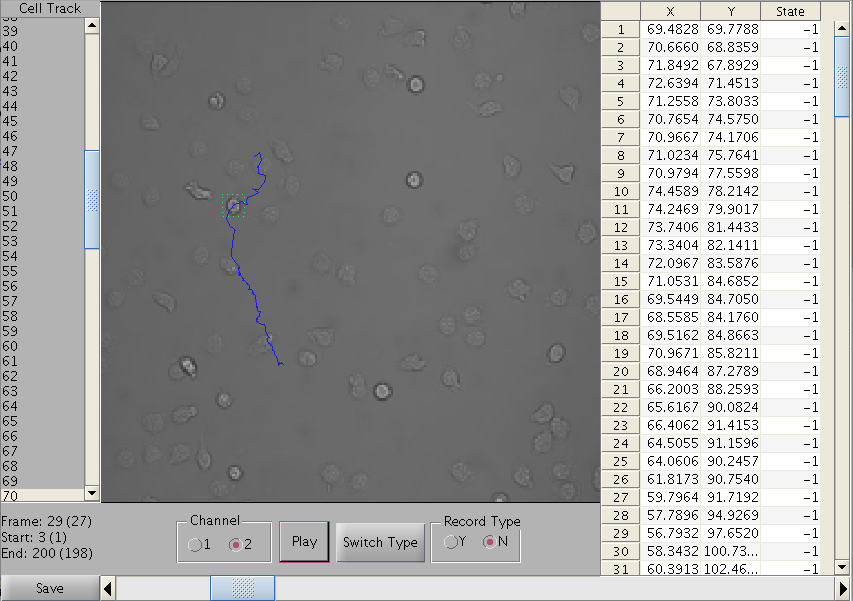 Cell Track
X Y State
39
40
41
42
43
44
45
46
47
48
49
50
51
52
53
54
55
56
57
58
59
60
61
62
63
64
65
66
67
68
69
70
1 69.4828 69.7788 -1
2 70.6660 68.8359 -1
3 71.8492 67.8929 -1
4 72.6394 71.4513 -1
5 71.2558 73.8033 -1
6 70.7654 74.5750 -1
7 70.9667 74.1706 -1
8 71.0234 75.7641 -1
9 70.9794 77.5598 -1
10 74.4589 78.2142 -1
11 74.2469 79.9017 -1
12 73.7406 81.4433 -1
13 73.3404 82.1411 -1
14 72.0967 83.5876 -1
15 71.0531 84.6852 -1
16 69.5449 84.7050 -1
17 68.5585 84.1760 -1
18 69.5162 84.8663 -1
19 70.9671 85.8211 -1
20 68.9464 87.2789 -1
21 66.2003 88.2593 -1
22 65.6167 90.0824 -1
23 66.4062 91.4153 -1
24 64.5055 91.1596 -1
25 64.0606 90.2457 -1
26 61.8173 90.7540 -1
27 59.7964 91.7192 -1
28 57.7896 94.9269 -1
29 56.7932 97.6520 -1
30 58.3432 100.73... -1
31 60.3913 102.46... -1
Frame: 29 (27)
Start: 3 (1)
End: 200 (198)
Channel
1 2
Play
Switch Type
Record Type
Y N
Save